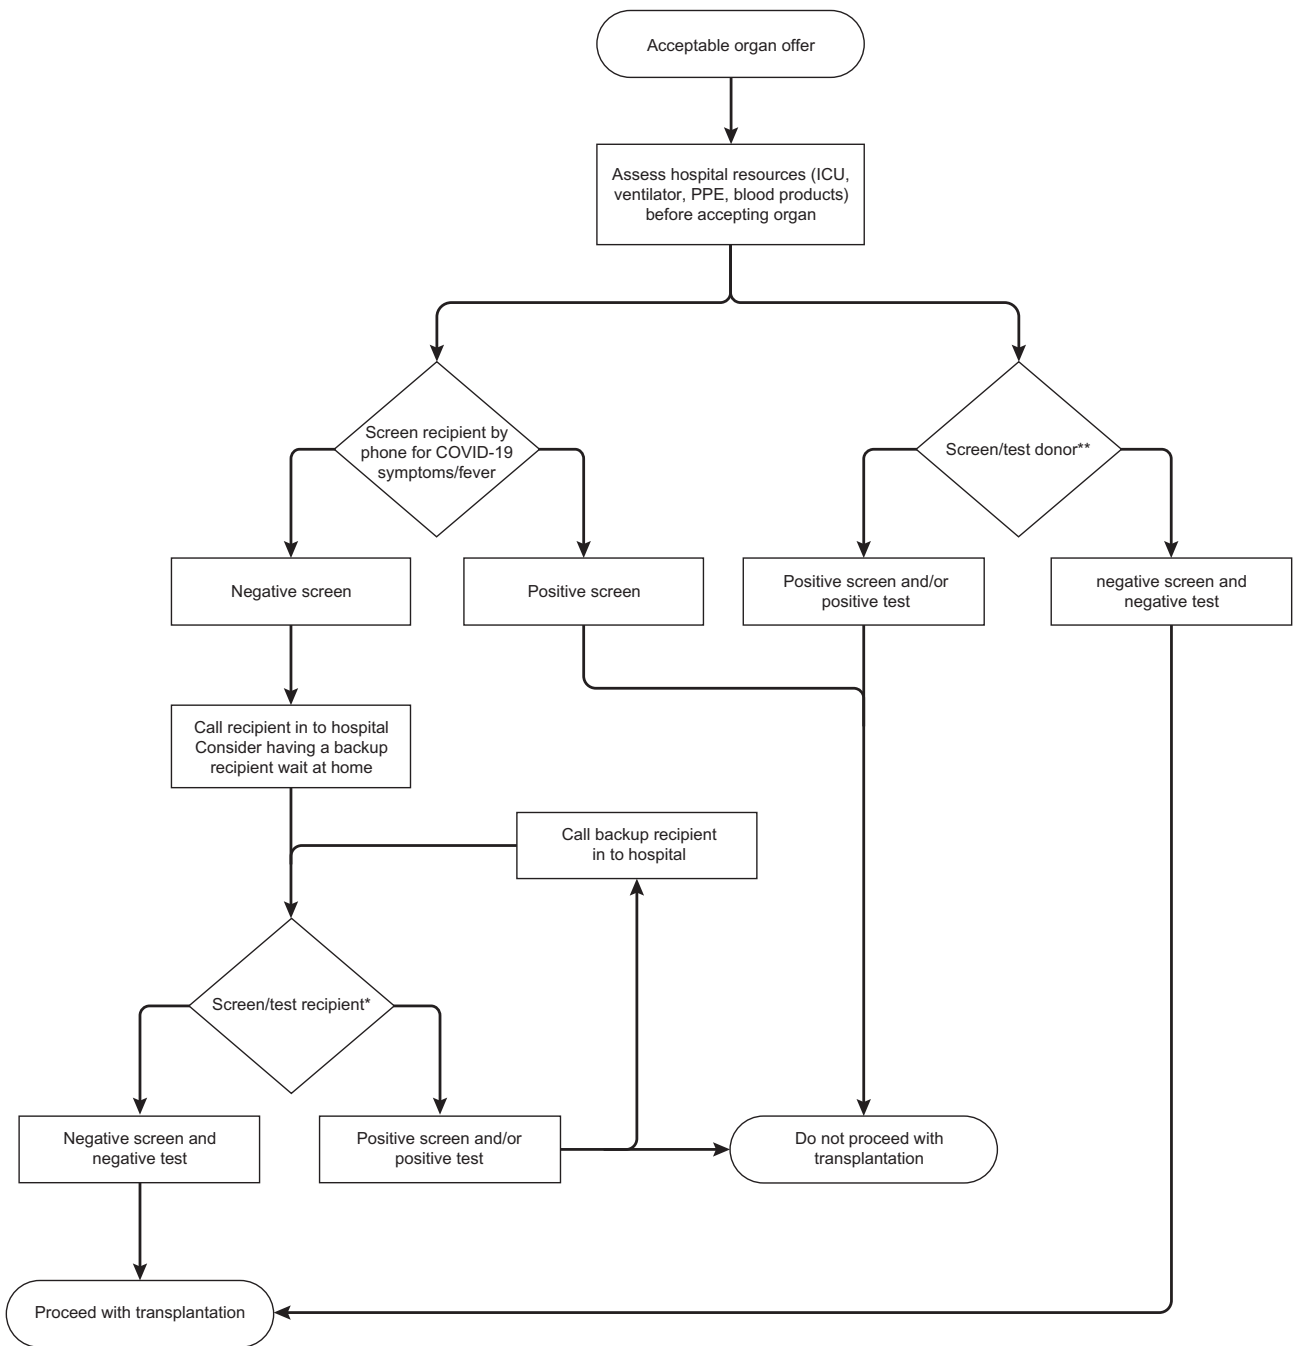 Acceptable organ offer
Assess hospital resources (ICU,
ventilator, PPE, blood products)
before accepting organ
Screen recipient by
phone for COVID-19
symptoms/fever
Screen/test donor**
Negative screen
Positive screen
Positive screen and/or
positive test
negative screen and
negative test
Call recipient in to hospital
Consider having a backup
recipient wait at home
Call backup recipient
in to hospital
Screen/test recipient*
Negative screen and
negative test
Positive screen and/or
positive test
Do not proceed with
transplantation
Proceed with transplantation